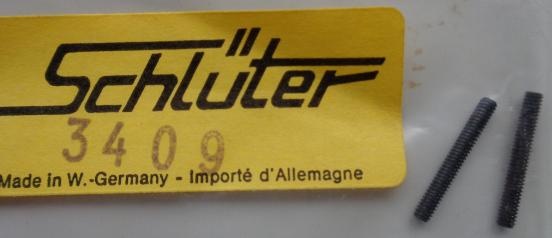 Schlüter
3409
Made in W.-Germany - Importé d'Allemagne